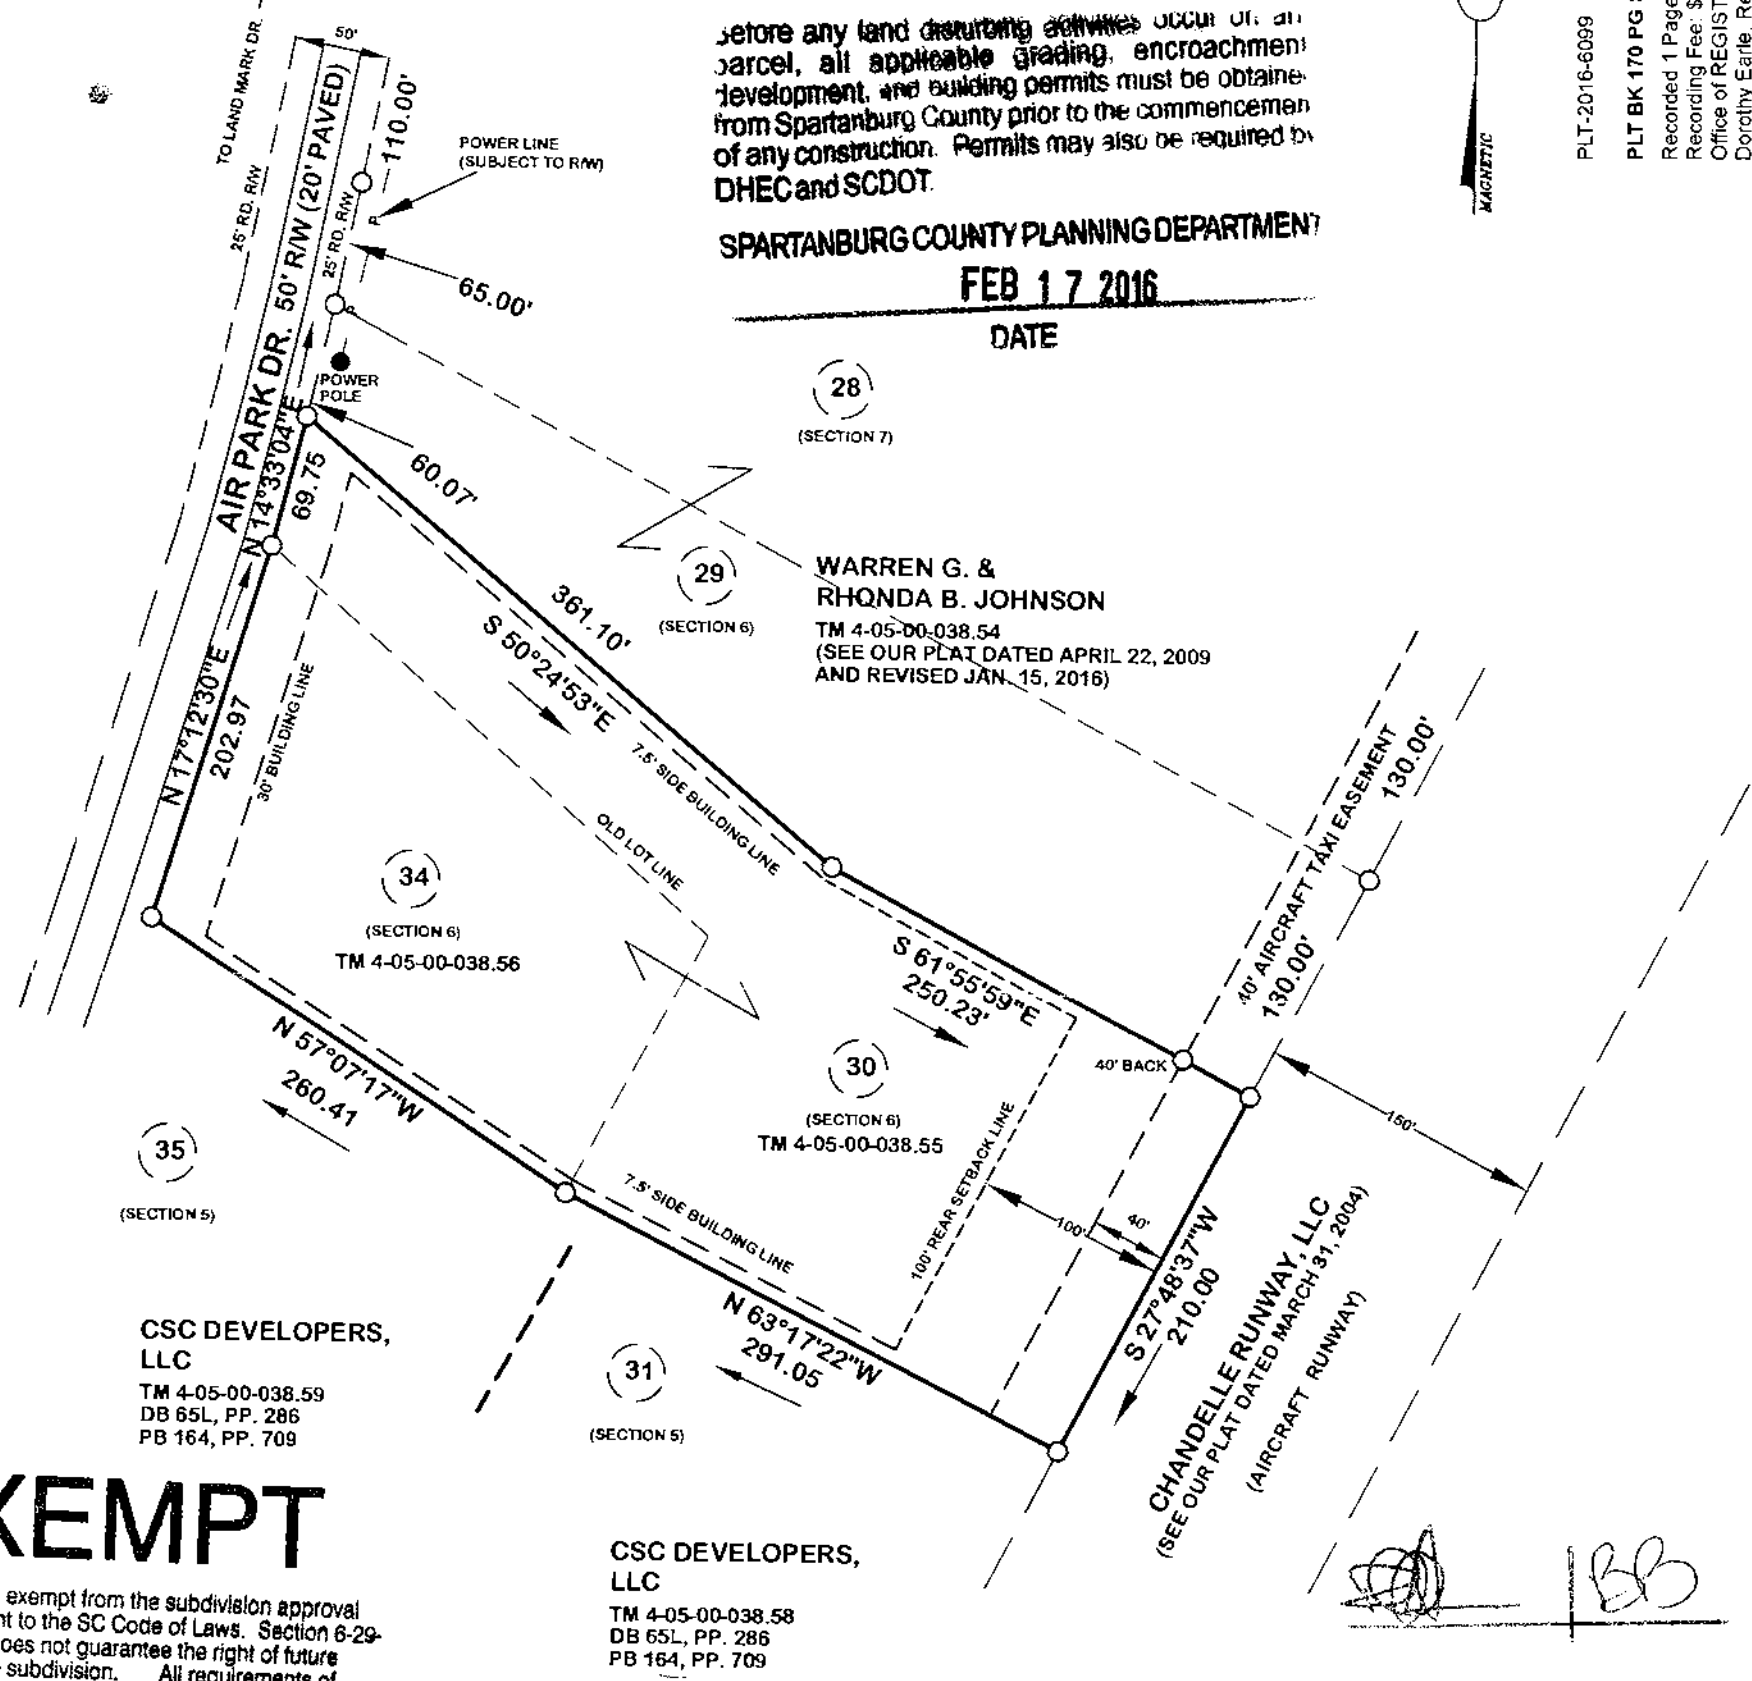 before any land disturbing activities occur on an
parcel, all applicable grading, encroachment
development, and building permits must be obtaine
from Spartanburg County prior to the commencemen
of any construction. Permits may also be required by
DHEC and SCDOT.
SPARTANBURG COUNTY PLANNING DEPARTMENT
FEB 17 2016
DATE
MAGNETIC
PLT-2016-6099
PLT BK 170 PG
Recorded 1 Page
Recording Fee: $
Office of REGIST
Dorothy Earle, Re
TO LAND MARK DR.
50'
25' RD. R/W
AIR PARK DR. 50' R/W (20' PAVED)
25' RD. R/W
110.00'
POWER LINE
(SUBJECT TO R/W)
P
65.00'
P
POWER
POLE
60.07'
N 14°33'04"E
69.75
N 17°12'30"E
202.97
30' BUILDING LINE
28
(SECTION 7)
29
(SECTION 6)
WARREN G. &
RHONDA B. JOHNSON
TM 4-05-00-038.54
(SEE OUR PLAT DATED APRIL 22, 2009
AND REVISED JAN. 15, 2016)
361.10'
S 50°24'53"E
7.5' SIDE BUILDING LINE
OLD LOT LINE
34
(SECTION 6)
TM 4-05-00-038.56
S 61°55'59"E
250.23'
40' AIRCRAFT TAXI EASEMENT
130.00'
130.00'
40' BACK
30
(SECTION 6)
TM 4-05-00-038.55
100' REAR SETBACK LINE
150'
100'
40'
N 57°07'17"W
260.41
35
(SECTION 5)
7.5' SIDE BUILDING LINE
N 63°17'22"W
291.05
S 27°48'37"W
210.00
CHANDELLE RUNWAY, LLC
(SEE OUR PLAT DATED MARCH 31, 2004)
(AIRCRAFT RUNWAY)
31
(SECTION 5)
CSC DEVELOPERS,
LLC
TM 4-05-00-038.59
DB 65L, PP. 286
PB 164, PP. 709
CSC DEVELOPERS,
LLC
TM 4-05-00-038.58
DB 65L, PP. 286
PB 164, PP. 709
XEMPT
exempt from the subdivision approval
nt to the SC Code of Laws. Section 6-29-
oes not guarantee the right of future
subdivision. All requirements of
BB